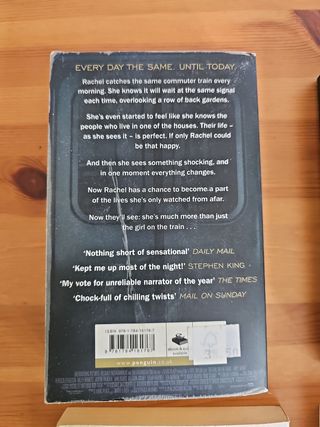 EVERY DAY THE SAME. UNTIL TODAY.
Rachel catches the same commuter train every
morning. She knows it will wait at the same signal
each time, overlooking a row of back gardens.
She's even started to feel like she knows the
people who live in one of the houses. Their life –
as she sees it – is perfect. If only Rachel could
be that happy.
And then she sees something shocking, and
in one moment everything changes.
Now Rachel has a chance to become a part
of the lives she's only watched from afar.
Now they'll see: she's much more than just
the girl on the train . . .
'Nothing short of sensational' DAILY MAIL
'Kept me up most of the night!' STEPHEN KING
'My vote for unreliable narrator of the year' THE TIMES
'Chock-full of chilling twists' MAIL ON SUNDAY
www.penguin.co.uk